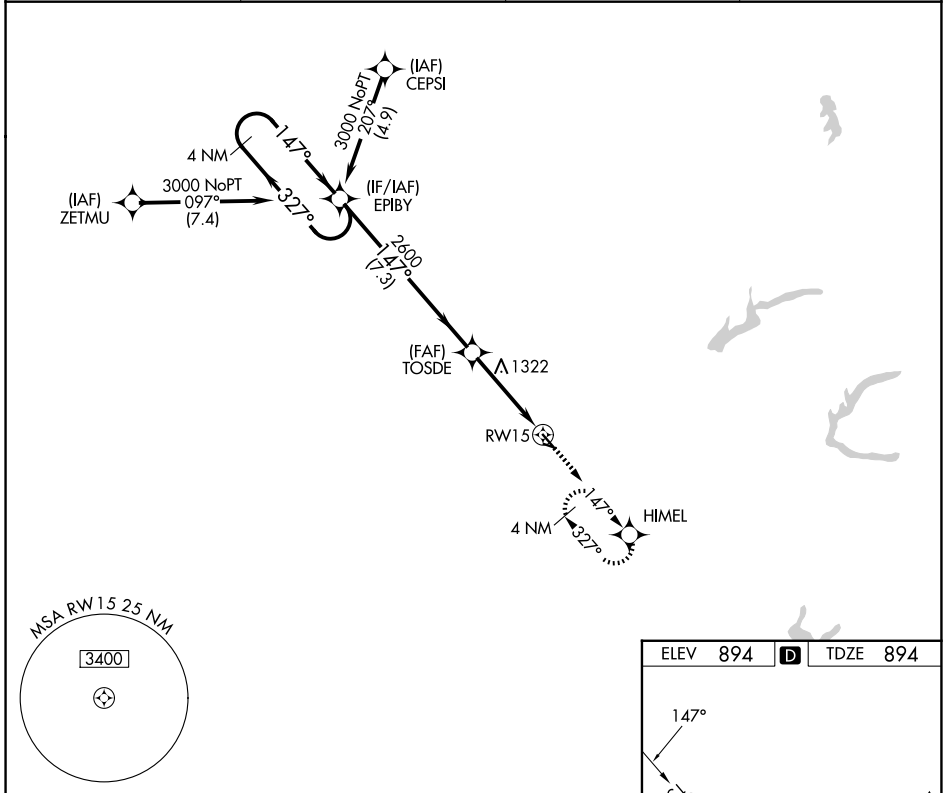 (IAF)
CEPSI
3000 NoPT
207°
(4.9)
147°
4 NM
327°
(IF/IAF)
EPIBY
(IAF)
ZETMU
3000 NoPT
097°
(7.4)
2600
147°
(7.3)
(FAF)
TOSDE
1322
RW15
147°
HIMEL
4 NM
327°
MSA RW15 25 NM
3400
ELEV 894 D TDZE 894
147°